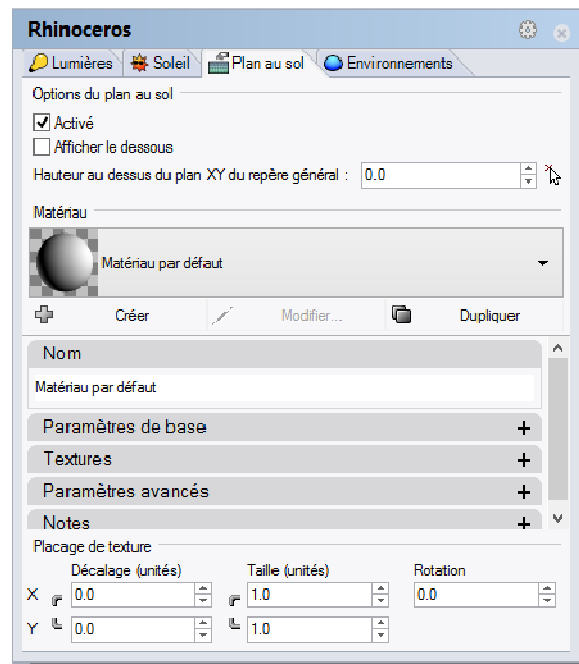 Rhinoceros
Lumières Soleil Plan au sol Environnements
Options du plan au sol
Activé
Afficher le dessous
Hauteur au dessus du plan XY du repère général : 0.0
Matériau
Matériau par défaut
Créer Modifier... Dupliquer
Nom
Matériau par défaut
Paramètres de base +
Textures +
Paramètres avancés +
Notes +
Placage de texture
Décalage (unités) Taille (unités) Rotation
X 0.0 1.0 0.0
Y 0.0 1.0